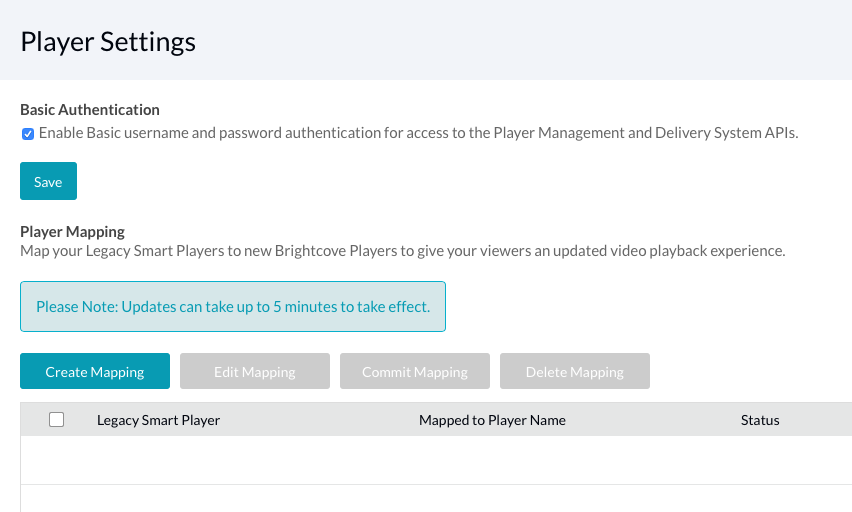 Player Settings
Basic Authentication
Enable Basic username and password authentication for access to the Player Management and Delivery System APIs.
Save
Player Mapping
Map your Legacy Smart Players to new Brightcove Players to give your viewers an updated video playback experience.
Please Note: Updates can take up to 5 minutes to take effect.
Create Mapping Edit Mapping Commit Mapping Delete Mapping
Legacy Smart Player Mapped to Player Name Status